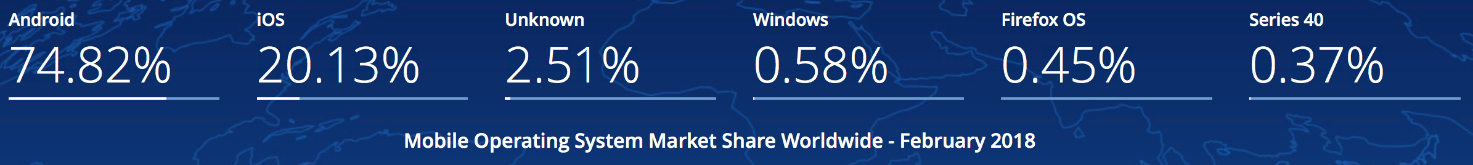 Android iOS Unknown Windows Firefox OS Series 40
74.82% 20.13% 2.51% 0.58% 0.45% 0.37%
Mobile Operating System Market Share Worldwide - February 2018